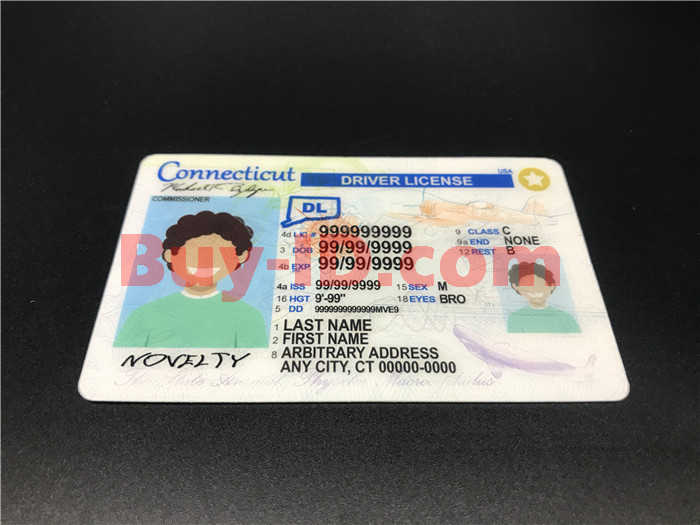 Connecticut
USA
DRIVER LICENSE
COMMISSIONER
DL
4d LIC # 999999999
9 CLASS C
3 DOB 99/99/9999
9a END NONE
4b EXP 99/99/9999
12 REST B
Buy-ID.com
4a ISS 99/99/9999 15 SEX M
16 HGT 9'-99" 18 EYES BRO
5 DD 9999999999999MVE9
1 LAST NAME
2 FIRST NAME
8 ARBITRARY ADDRESS
ANY CITY, CT 00000-0000
NOVELTY
Macrocephalus